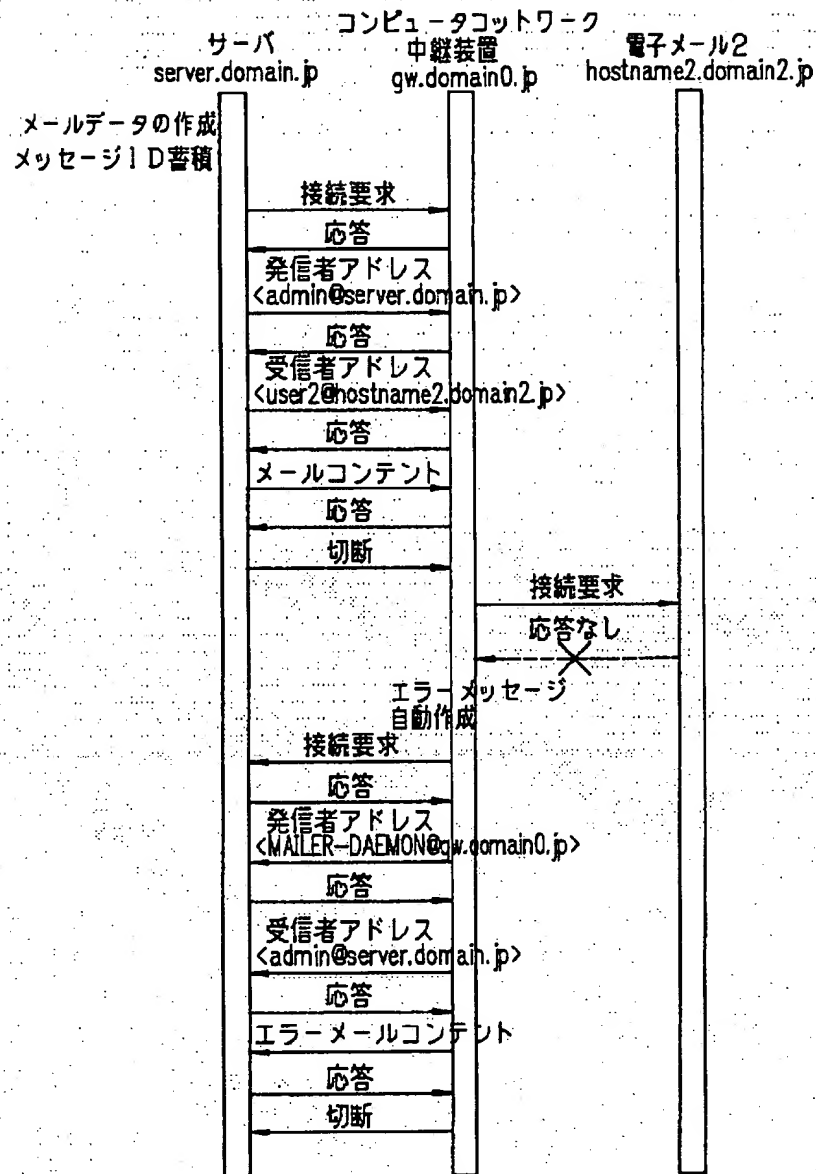 コンピュータコットワーク
サーバ
中継装置
電子メール2
server.domain.jp
gw.domain0.jp
hostname2.domain2.jp
メールデータの作成
メッセージID蓄積
接続要求
応答
発信者アドレス
<admin@server.domain.jp>
応答
受信者アドレス
<user2@hostname2.domain2.jp>
応答
メールコンテント
応答
切断
接続要求
応答なし
エラーメッセージ
自動作成
接続要求
応答
発信者アドレス
<MAILER-DAEMON@gw.domain0.jp>
応答
受信者アドレス
<admin@server.domain.jp>
応答
エラーメールコンテント
応答
切断